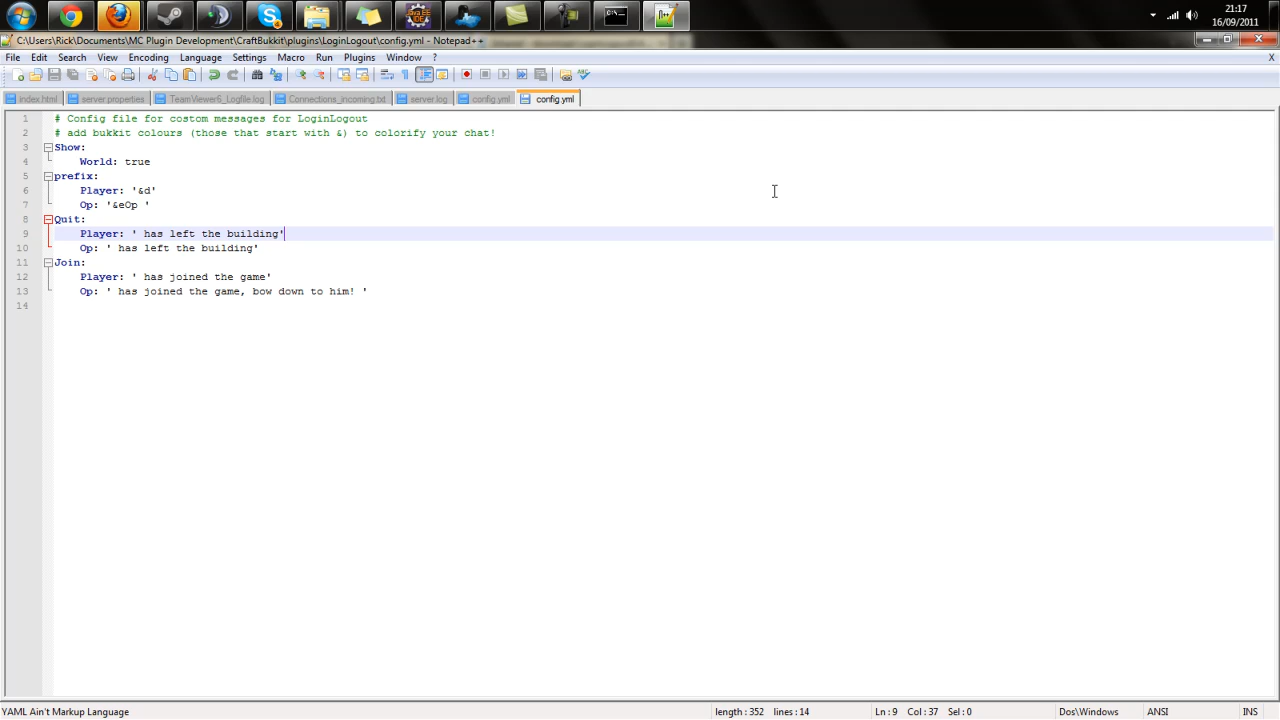 21:17
16/09/2011
C:\Users\Rick\Documents\MC Plugin Development\CraftBukkit\plugins\LoginLogout\config.yml - Notepad++
File Edit Search View Encoding Language Settings Macro Run Plugins Window ? X
index.html server.properties TeamViewer6_Logfile.log Connections_incoming.txt server.log config.yml config.yml
1 # Config file for costom messages for LoginLogout
2 # add bukkit colours (those that start with &) to colorify your chat!
3 Show:
4 World: true
5 prefix:
6 Player: '&d'
7 Op: '&eOp '
8 Quit:
9 Player: ' has left the building'
10 Op: ' has left the building'
11 Join:
12 Player: ' has joined the game'
13 Op: ' has joined the game, bow down to him! '
14
YAML Ain't Markup Language length : 352 lines : 14 Ln : 9 Col : 37 Sel : 0 Dos\Windows ANSI INS